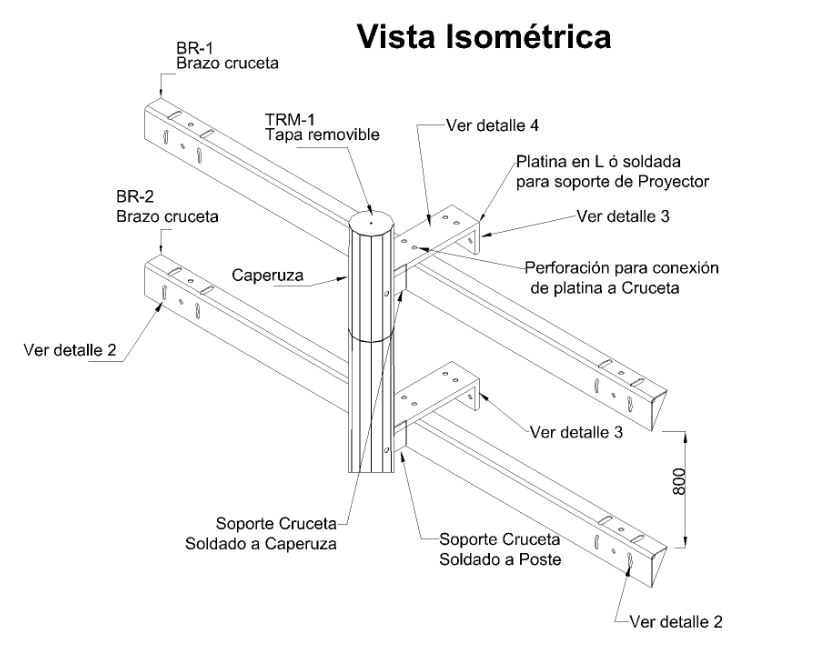 Vista Isométrica
BR-1
Brazo cruceta
TRM-1
Tapa removible
Ver detalle 4
Platina en L ó soldada
para soporte de Proyector
BR-2
Brazo cruceta
Ver detalle 3
Caperuza
Perforación para conexión
de platina a Cruceta
Ver detalle 2
Ver detalle 3
800
Soporte Cruceta
Soldado a Caperuza
Soporte Cruceta
Soldado a Poste
Ver detalle 2